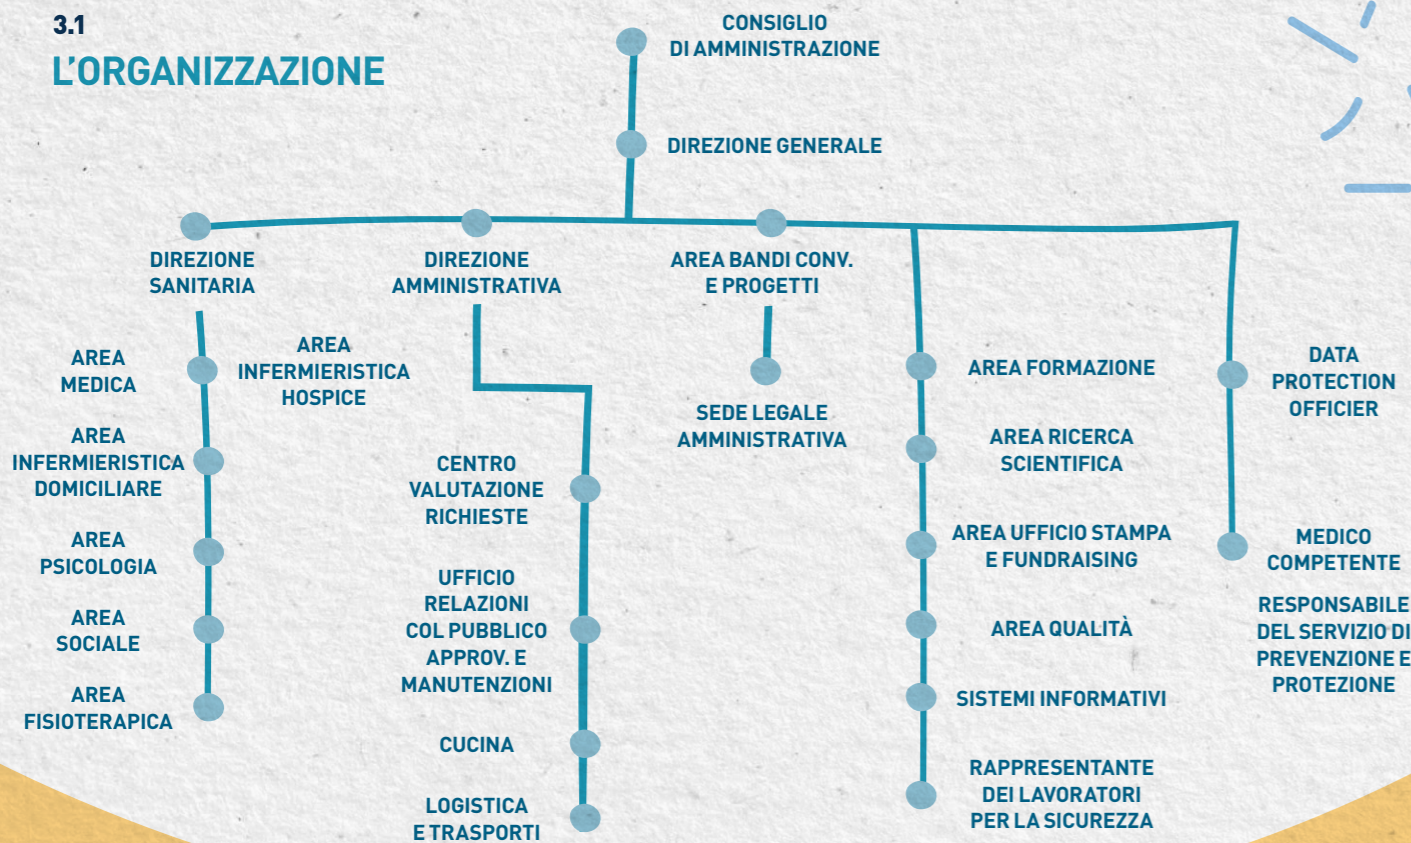 3.1
L'ORGANIZZAZIONE
CONSIGLIO
DI AMMINISTRAZIONE
DIREZIONE GENERALE
DIREZIONE
SANITARIA
DIREZIONE
AMMINISTRATIVA
AREA BANDI CONV.
E PROGETTI
AREA
MEDICA
AREA
INFERMIERISTICA
HOSPICE
AREA
INFERMIERISTICA
DOMICILIARE
AREA
PSICOLOGIA
AREA
SOCIALE
AREA
FISIOTERAPICA
CENTRO
VALUTAZIONE
RICHIESTE
UFFICIO
RELAZIONI
COL PUBBLICO
APPROV. E
MANUTENZIONI
CUCINA
LOGISTICA
E TRASPORTI
SEDE LEGALE
AMMINISTRATIVA
AREA FORMAZIONE
AREA RICERCA
SCIENTIFICA
AREA UFFICIO STAMPA
E FUNDRAISING
AREA QUALITÀ
SISTEMI INFORMATIVI
RAPPRESENTANTE
DEI LAVORATORI
PER LA SICUREZZA
DATA
PROTECTION
OFFICIER
MEDICO
COMPETENTE
RESPONSABILE
DEL SERVIZIO DI
PREVENZIONE E
PROTEZIONE